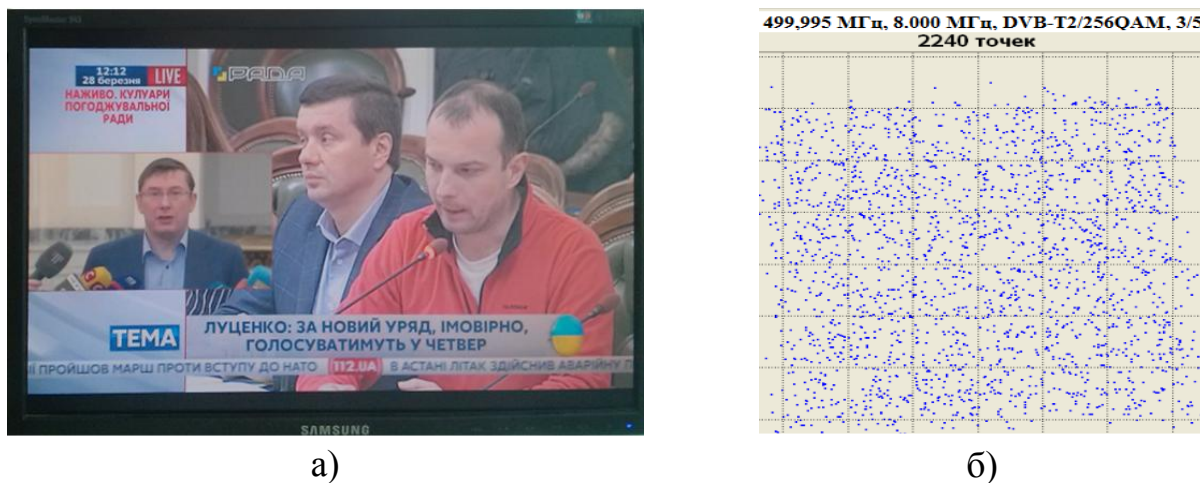 SyncMaster
12:12
28 березня
LIVE
РАДА
НАЖИВО. КУЛУАРИ
ПОГОДЖУВАЛЬНОЇ
РАДИ
ТЕМА
ЛУЦЕНКО: ЗА НОВИЙ УРЯД, ІМОВІРНО,
ГОЛОСУВАТИМУТЬ У ЧЕТВЕР
ПРОЙШОВ МАРШ ПРОТИ ВСТУПУ ДО НАТО 112.UA В АСТАНІ ЛІТАК ЗДІЙСНИВ АВАРІЙНУ
SAMSUNG
а)
499,995 МГц, 8.000 МГц, DVB-T2/256QAM, 3/5
2240 точек
б)